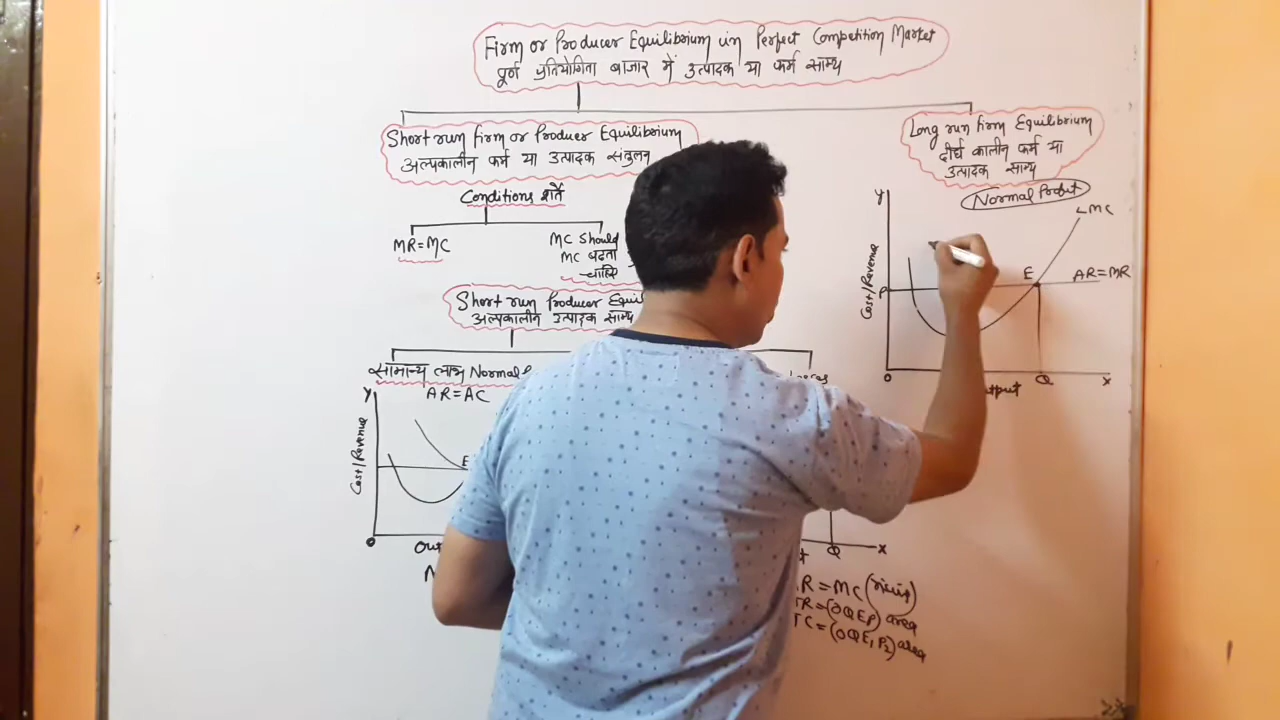 Firm or Producer Equilibrium in Perfect Competition Market
पूर्ण प्रतियोगिता बाजार में उत्पादक या फर्म साम्य
Short run firm or Producer Equilibrium
अल्पकालीन फर्म या उत्पादक संतुलन
Conditions शर्तें
MR=MC
MC Should
MC बढ़ता
चाहिए
Short run Producer Equil
अल्पकालीन उत्पादक साम्य
सामान्य लाभ Normal
AR=AC
Y
Cost/Revenue
E
O
Out
Q
X
R=MC
TR=(OQEP) area
TC=(OQE1P2) area
Long run firm Equilibrium
दीर्घ कालीन फर्म या
उत्पादक साम्य
Normal Profit
Y
LMC
Cost/Revenue
P
E
AR=MR
O
Q
X
tput